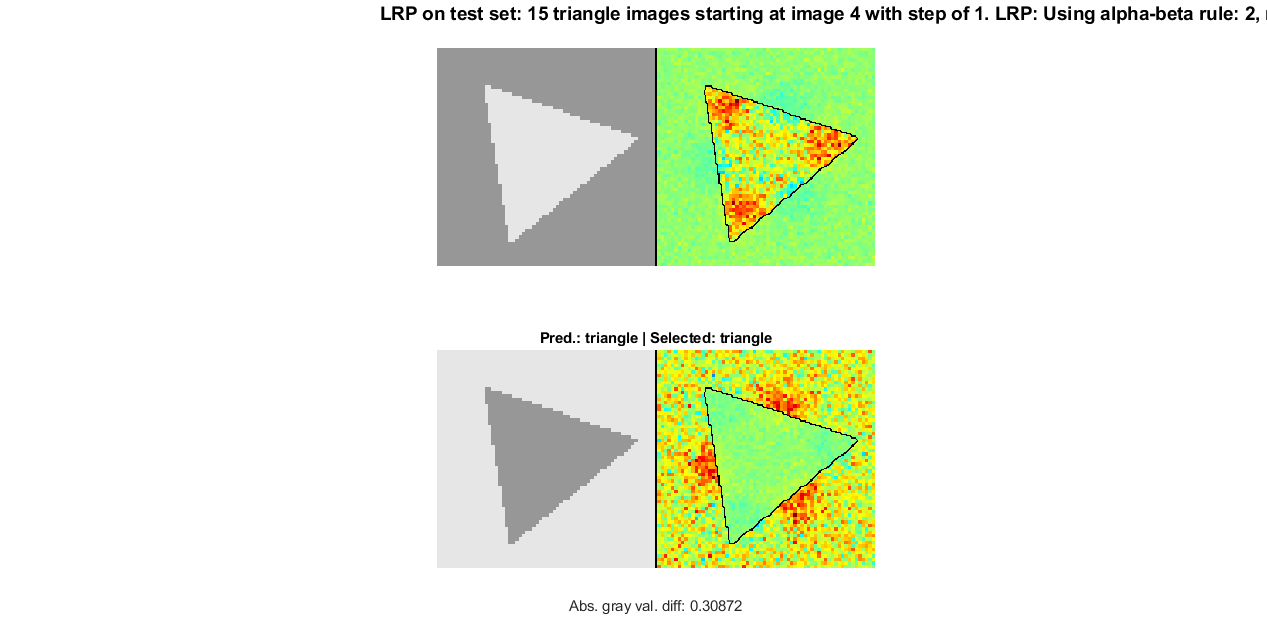 LRP on test set: 15 triangle images starting at image 4 with step of 1. LRP: Using alpha-beta rule: 2,
Pred.: triangle | Selected: triangle
Abs. gray val. diff: 0.30872